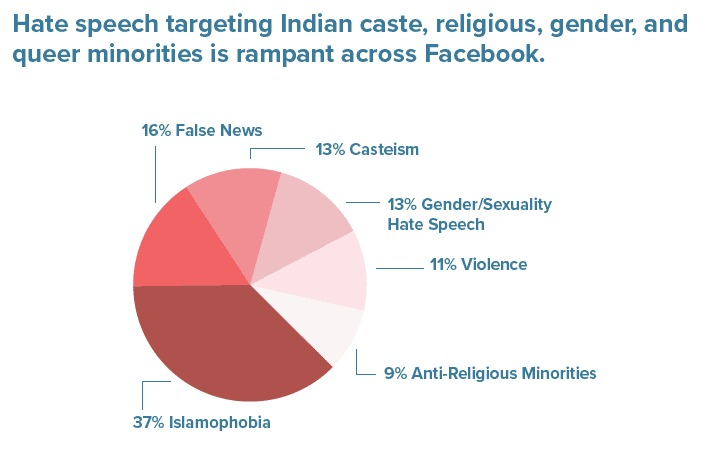 Hate speech targeting Indian caste, religious, gender, and
queer minorities is rampant across Facebook.
16% False News
13% Casteism
13% Gender/Sexuality
Hate Speech
11% Violence
9% Anti-Religious Minorities
37% Islamophobia